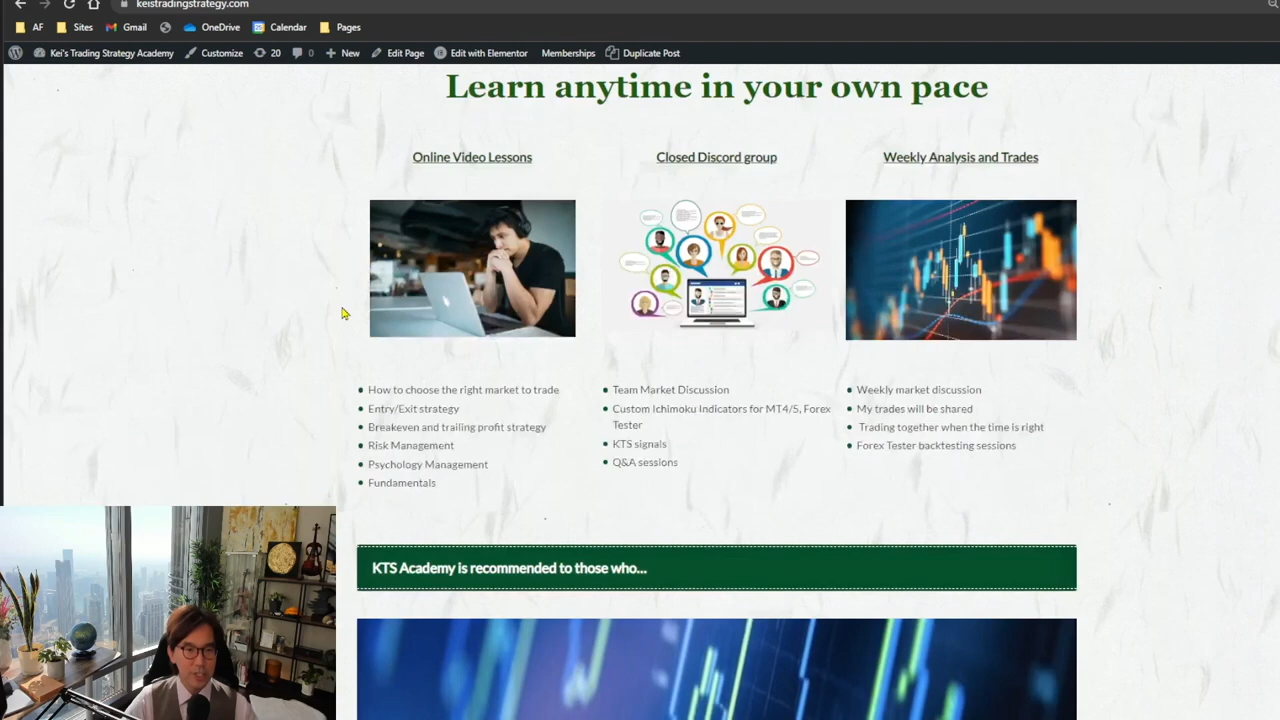 keistradingstrategy.com
AF Sites Gmail OneDrive Calendar Pages
Kei's Trading Strategy Academy Customize 20 0 New Edit Page Edit with Elementor Memberships Duplicate Post
Learn anytime in your own pace
Online Video Lessons
How to choose the right market to trade
Entry/Exit strategy
Breakeven and trailing profit strategy
Risk Management
Psychology Management
Fundamentals
Closed Discord group
Team Market Discussion
Custom Ichimoku Indicators for MT4/5, Forex
Tester
KTS signals
Q&A sessions
Weekly Analysis and Trades
Weekly market discussion
My trades will be shared
Trading together when the time is right
Forex Tester backtesting sessions
KTS Academy is recommended to those who...